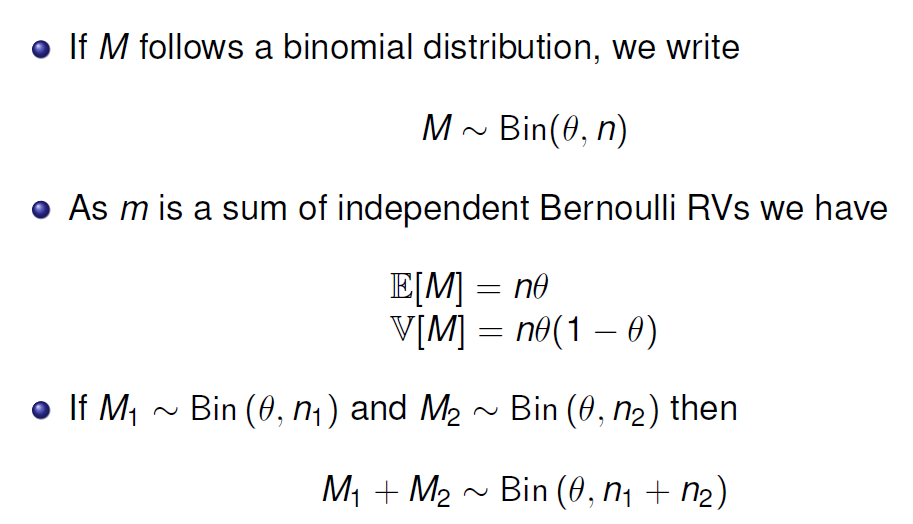 If M follows a binomial distribution, we write
M ∼ Bin(θ, n)
As m is a sum of independent Bernoulli RVs we have
𝔼[M] = nθ
𝕍[M] = nθ(1 − θ)
If M₁ ∼ Bin (θ, n₁) and M₂ ∼ Bin (θ, n₂) then
M₁ + M₂ ∼ Bin (θ, n₁ + n₂)